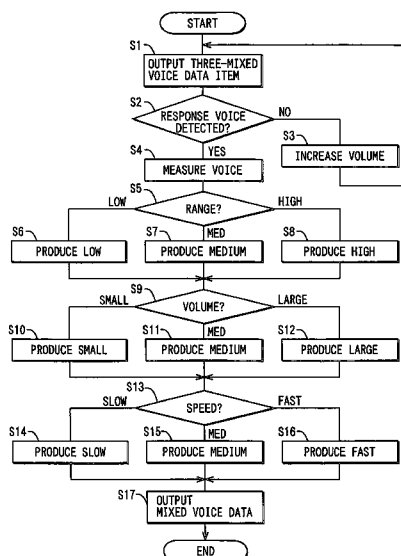 START
S1
OUTPUT THREE-MIXED
VOICE DATA ITEM
S2
RESPONSE VOICE
DETECTED?
NO
S3
INCREASE VOLUME
YES
S4
MEASURE VOICE
S5
RANGE?
LOW
HIGH
MED
S6
PRODUCE LOW
S7
PRODUCE MEDIUM
S8
PRODUCE HIGH
S9
VOLUME?
SMALL
LARGE
MED
S10
PRODUCE SMALL
S11
PRODUCE MEDIUM
S12
PRODUCE LARGE
S13
SPEED?
SLOW
FAST
MED
S14
PRODUCE SLOW
S15
PRODUCE MEDIUM
S16
PRODUCE FAST
S17
OUTPUT
MIXED VOICE DATA
END